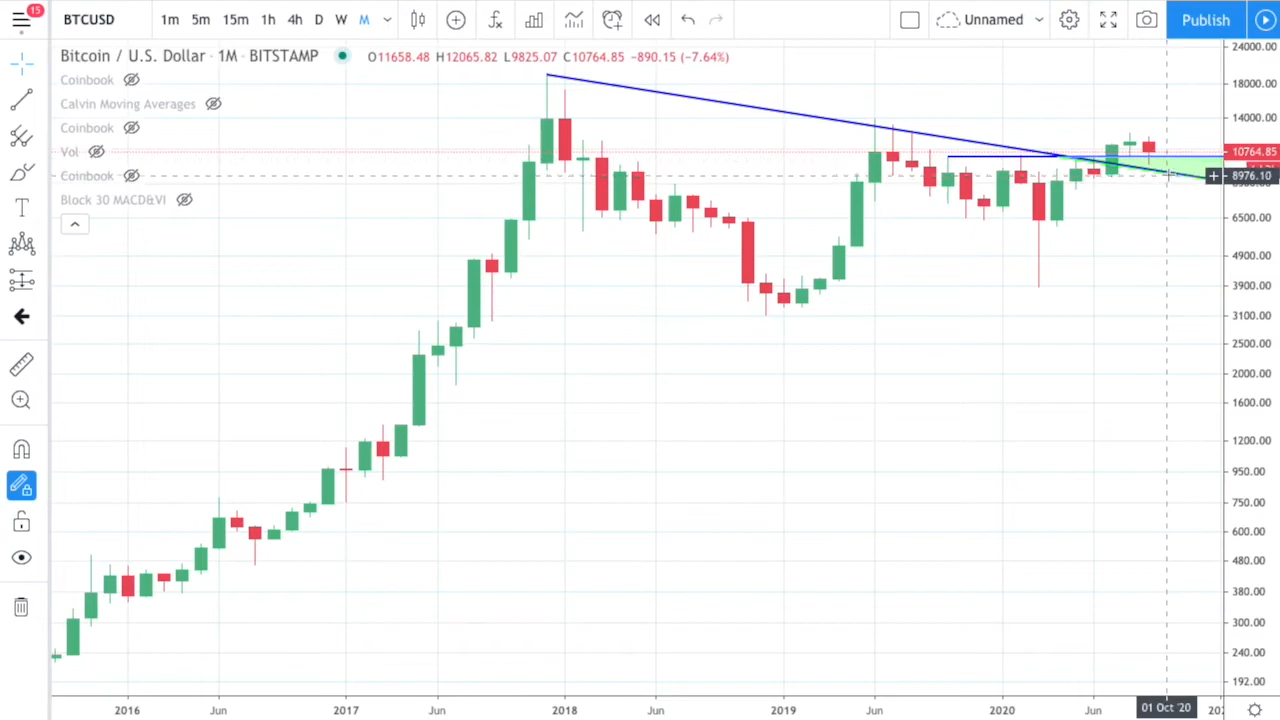 15
BTCUSD 1m 5m 15m 1h 4h D W M Unnamed Publish
Bitcoin / U.S. Dollar · 1M · BITSTAMP O11658.48 H12065.82 L9825.07 C10764.85 −890.15 (−7.64%)
Coinbook
Calvin Moving Averages
Coinbook
Vol
Coinbook
Block 30 MACD&VI
24000.00
18000.00
14000.00
10764.85
8976.10
6500.00
4900.00
3900.00
3100.00
2500.00
2000.00
1600.00
1200.00
950.00
750.00
600.00
480.00
380.00
300.00
240.00
192.00
2016 Jun 2017 Jun 2018 Jun 2019 Jun 2020 Jun 01 Oct '20